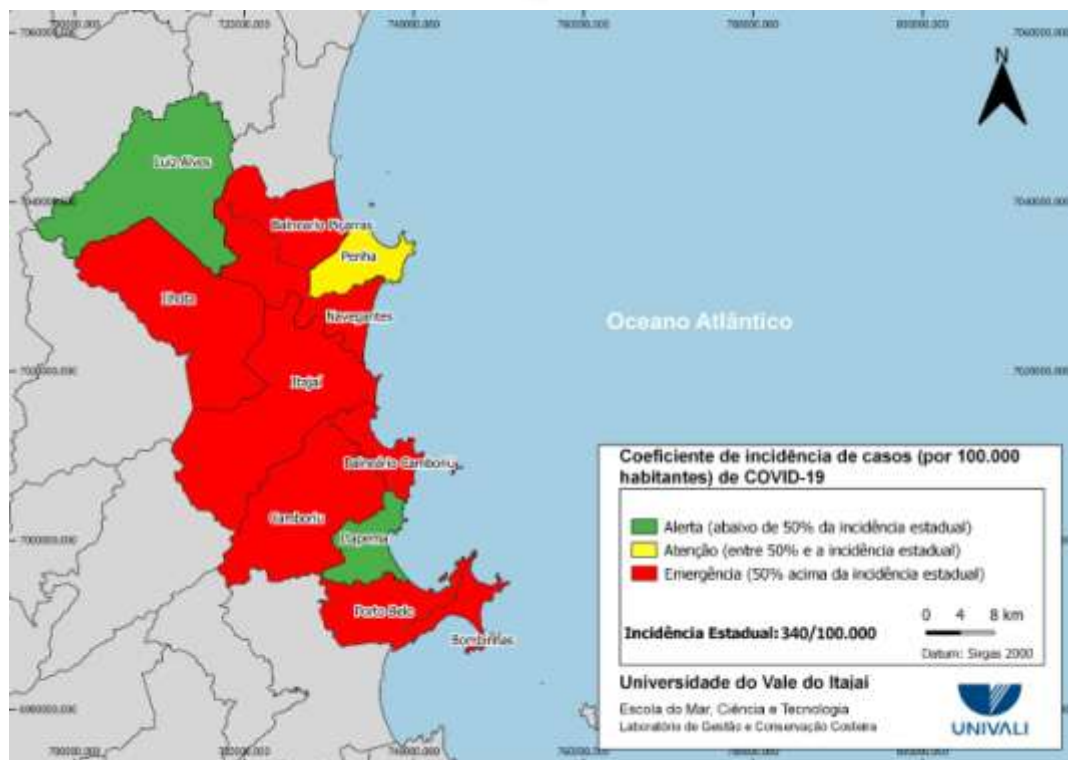 N
Luiz Alves
Balneário Piçarras
Penha
Ilhota
Navegantes
Itajaí
Oceano Atlântico
Balneário Camboriú
Camboriú
Itapema
Porto Belo
Bombinhas
Coeficiente de incidência de casos (por 100.000
habitantes) de COVID-19
Alerta (abaixo de 50% da incidência estadual)
Atenção (entre 50% e a incidência estadual)
Emergência (50% acima da incidência estadual)
0 4 8 km
Incidência Estadual: 340/100.000
Datum: Sirgas 2000
Universidade do Vale do Itajaí
Escola do Mar, Ciência e Tecnologia
Laboratório de Gestão e Conservação Costeira
UNIVALI